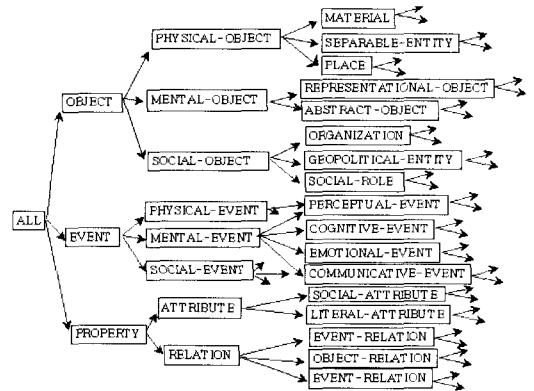 MATERIAL
PHYSICAL-OBJECT
SEPARABLE-ENTITY
PLACE
REPRESENTATIONAL-OBJECT
OBJECT
MENTAL-OBJECT
ABSTRACT-OBJECT
ORGANIZATION
SOCIAL-OBJECT
GEOPOLITICAL-ENTITY
SOCIAL-ROLE
PHYSICAL-EVENT
PERCEPTUAL-EVENT
ALL
EVENT
MENTAL-EVENT
COGNITIVE-EVENT
EMOTIONAL-EVENT
SOCIAL-EVENT
COMMUNICATIVE-EVENT
SOCIAL-ATTRIBUTE
ATTRIBUTE
LITERAL-ATTRIBUTE
PROPERTY
EVENT-RELATION
RELATION
OBJECT-RELATION
EVENT-RELATION